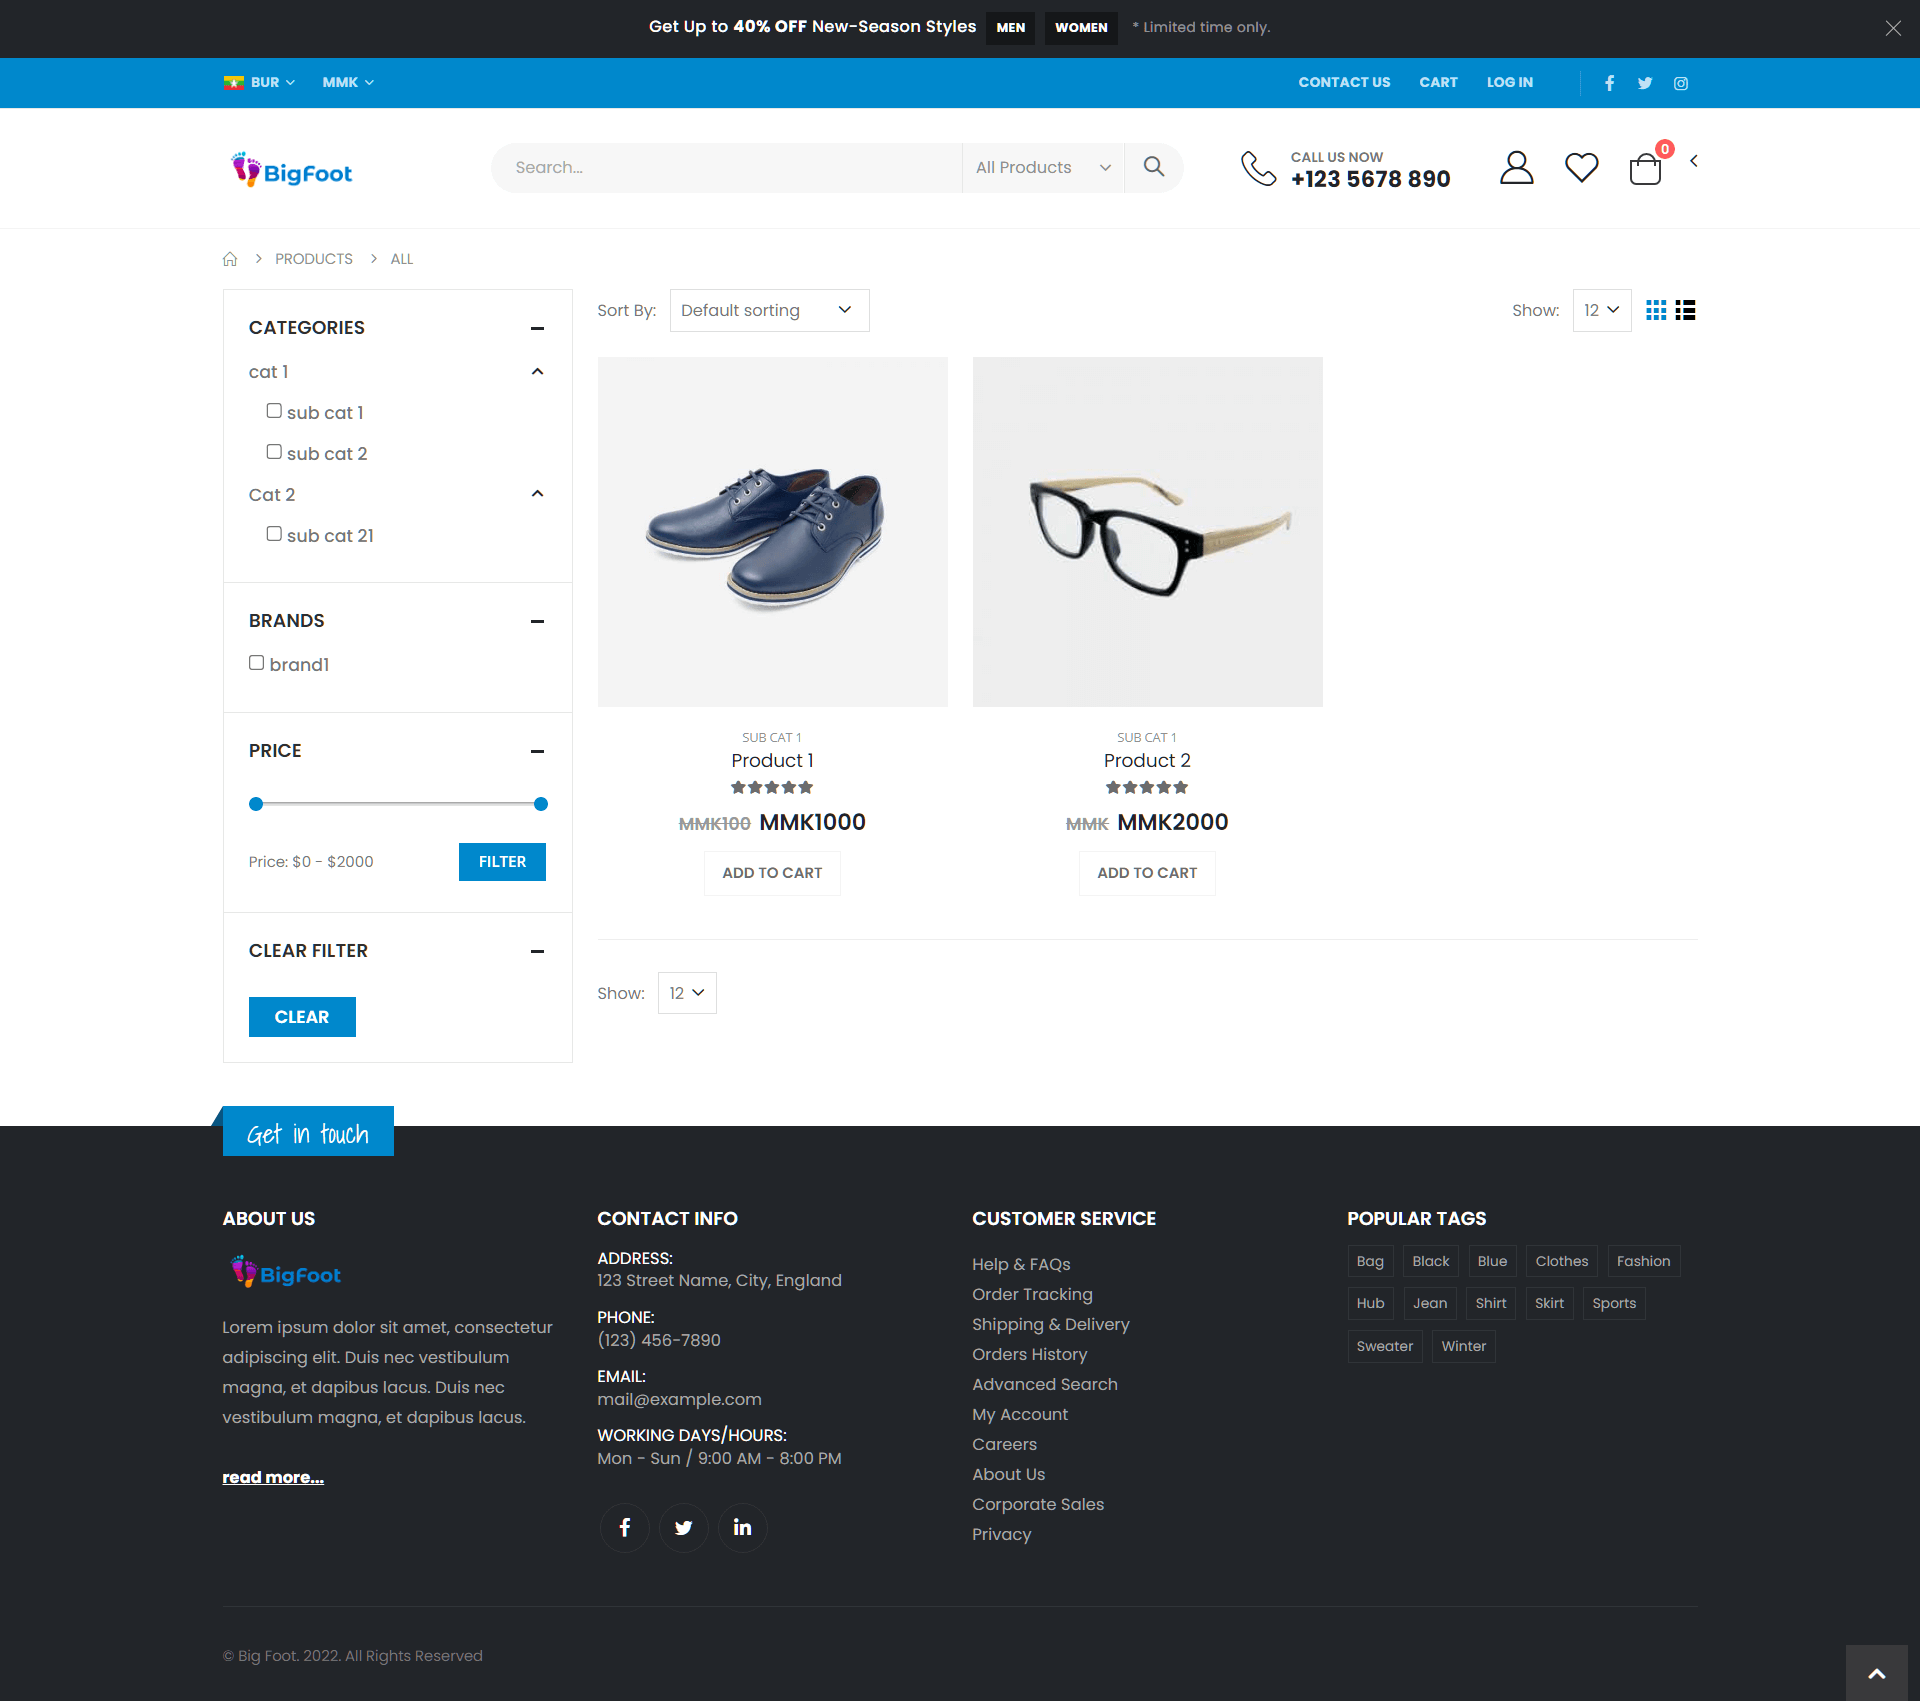 Get Up to 40% OFF New-Season Styles MEN WOMEN * Limited time only.
BUR MMK CONTACT US CART LOG IN
BigFoot Search... All Products CALL US NOW
+123 5678 890
0
PRODUCTS ALL
CATEGORIES
cat 1
sub cat 1
sub cat 2
Cat 2
sub cat 21
BRANDS
brand1
PRICE
Price: $0 - $2000 FILTER
CLEAR FILTER
CLEAR
Sort By: Default sorting Show: 12
SUB CAT 1
Product 1
MMK100 MMK1000
ADD TO CART
SUB CAT 1
Product 2
MMK MMK2000
ADD TO CART
Show: 12
Get in touch
ABOUT US
BigFoot
Lorem ipsum dolor sit amet, consectetur
adipiscing elit. Duis nec vestibulum
magna, et dapibus lacus. Duis nec
vestibulum magna, et dapibus lacus.
read more...
CONTACT INFO
ADDRESS:
123 Street Name, City, England
PHONE:
(123) 456-7890
EMAIL:
mail@example.com
WORKING DAYS/HOURS:
Mon - Sun / 9:00 AM - 8:00 PM
CUSTOMER SERVICE
Help & FAQs
Order Tracking
Shipping & Delivery
Orders History
Advanced Search
My Account
Careers
About Us
Corporate Sales
Privacy
POPULAR TAGS
Bag Black Blue Clothes Fashion
Hub Jean Shirt Skirt Sports
Sweater Winter
© Big Foot. 2022. All Rights Reserved